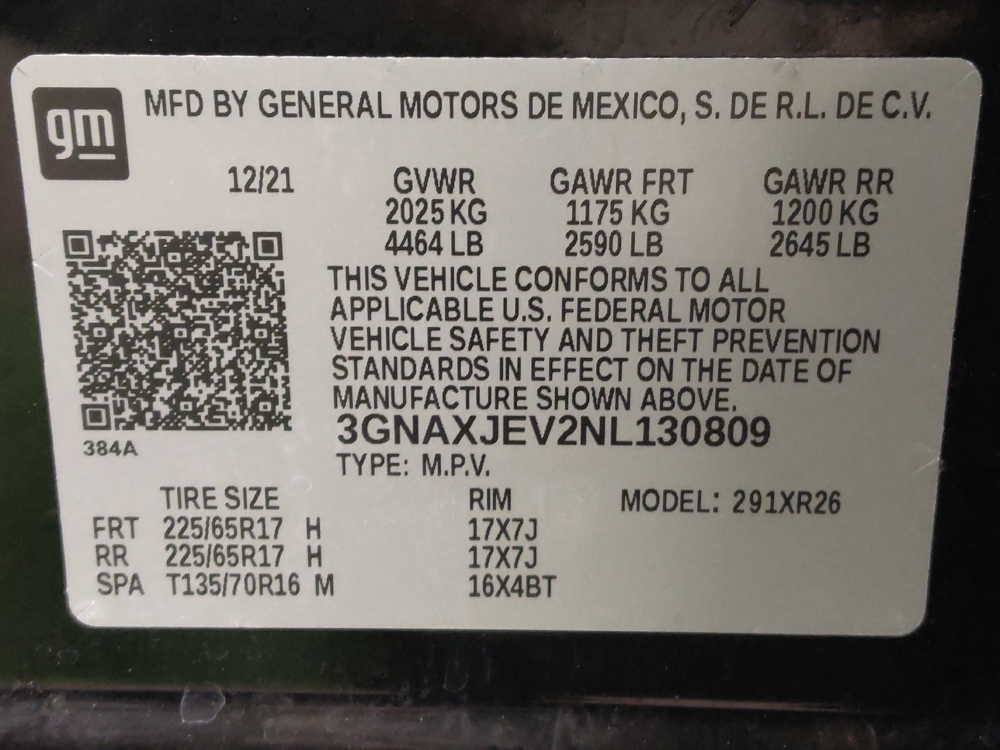 gm
MFD BY GENERAL MOTORS DE MEXICO, S. DE R.L. DE C.V.
12/21 GVWR GAWR FRT GAWR RR
2025 KG 1175 KG 1200 KG
4464 LB 2590 LB 2645 LB
THIS VEHICLE CONFORMS TO ALL
APPLICABLE U.S. FEDERAL MOTOR
VEHICLE SAFETY AND THEFT PREVENTION
STANDARDS IN EFFECT ON THE DATE OF
MANUFACTURE SHOWN ABOVE.
384A
3GNAXJEV2NL130809
TYPE: M.P.V.
TIRE SIZE RIM MODEL: 291XR26
FRT 225/65R17 H 17X7J
RR 225/65R17 H 17X7J
SPA T135/70R16 M 16X4BT